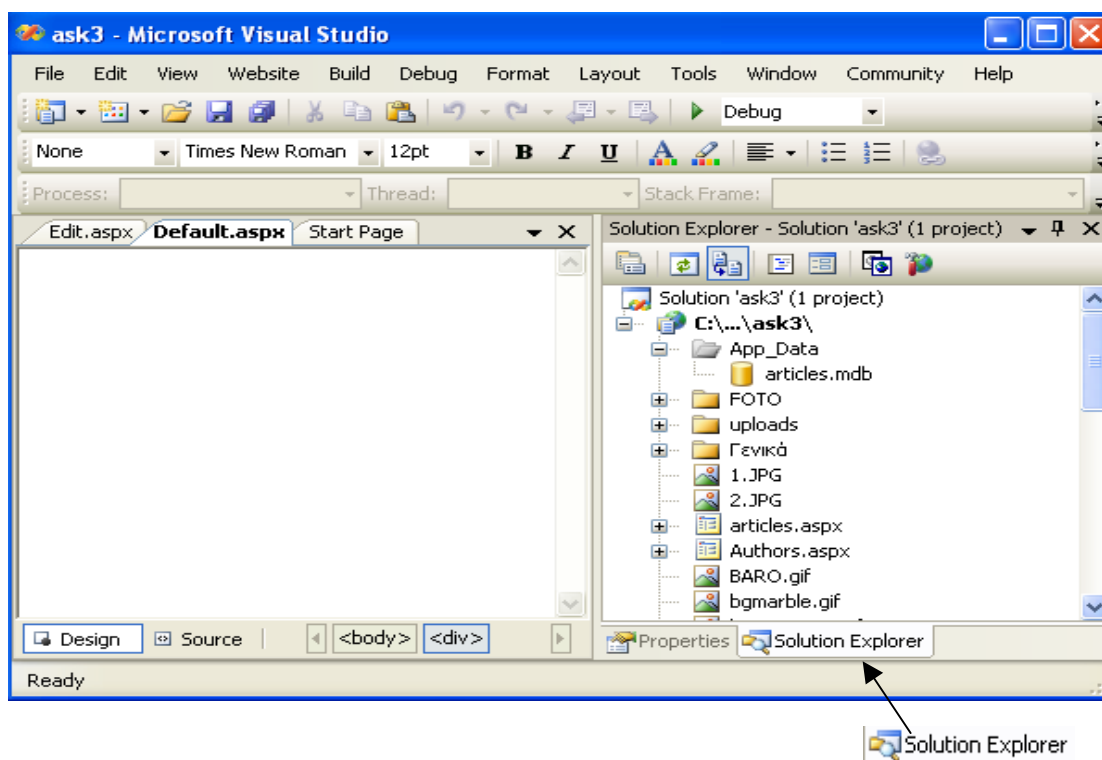 ask3 - Microsoft Visual Studio
File Edit View Website Build Debug Format Layout Tools Window Community Help
Debug
None Times New Roman 12pt B I U A
Process: Thread: Stack Frame:
Edit.aspx Default.aspx Start Page
Solution Explorer - Solution 'ask3' (1 project)
Solution 'ask3' (1 project)
C:\...\ask3\
App_Data
articles.mdb
FOTO
uploads
Γενικά
1.JPG
2.JPG
articles.aspx
Authors.aspx
BARO.gif
bgmarble.gif
Design Source <body> <div>
Properties Solution Explorer
Ready
Solution Explorer